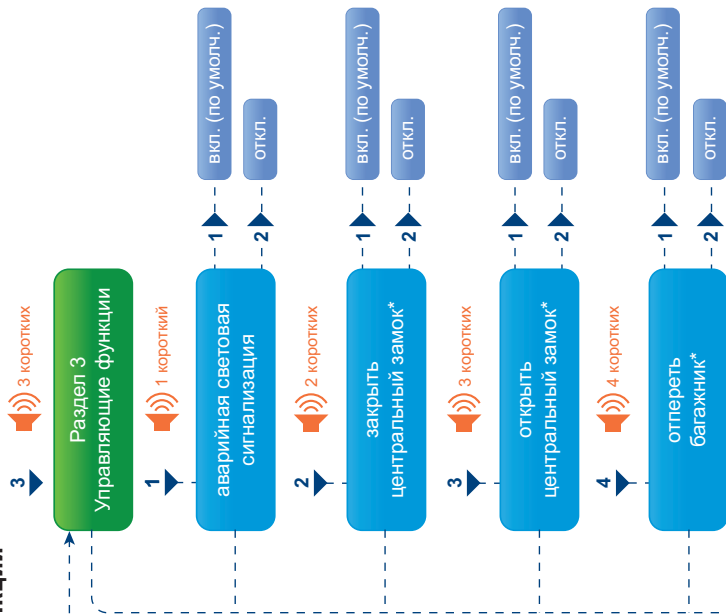 кции
3
3 коротких
Раздел 3
Управляющие функции
1
1 короткий
аварийная световая
сигнализация
1
вкл. (по умолч.)
2
откл.
2
2 коротких
закрыть
центральный замок*
1
вкл. (по умолч.)
2
откл.
3
3 коротких
открыть
центральный замок*
1
вкл. (по умолч.)
2
откл.
4
4 коротких
отпереть
багажник*
1
вкл. (по умолч.)
2
откл.